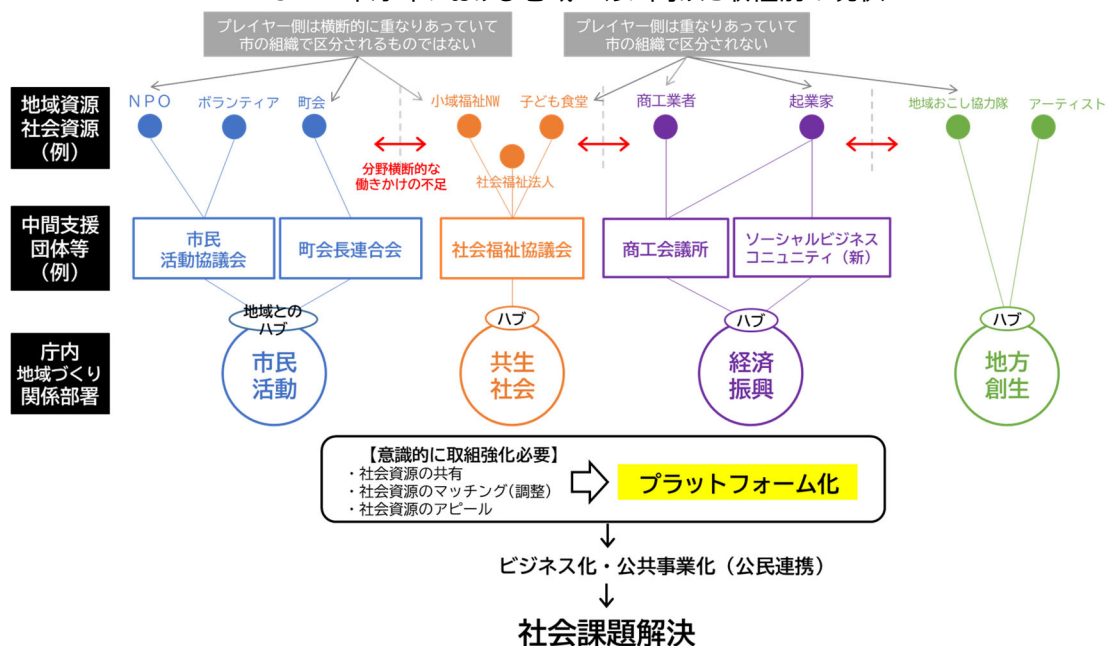 プレイヤー側は横断的に重なりあっていて
市の組織で区分されるものではない
プレイヤー側は重なりあっていて
市の組織で区分されない
地域資源
社会資源
(例)
NPO
ボランティア
町会
小域福祉NW
子ども食堂
商工業者
起業家
地域おこし協力隊
アーティスト
分野横断的な
働きかけの不足
社会福祉法人
中間支援
団体等
(例)
市民
活動協議会
町会長連合会
社会福祉協議会
商工会議所
ソーシャルビジネス
コニュニティ(新)
地域との
ハブ
ハブ
ハブ
ハブ
庁内
地域づくり
関係部署
市民
活動
共生
社会
経済
振興
地方
創生
【意識的に取組強化必要】
・社会資源の共有
・社会資源のマッチング(調整)
・社会資源のアピール
プラットフォーム化
ビジネス化・公共事業化(公民連携)
社会課題解決